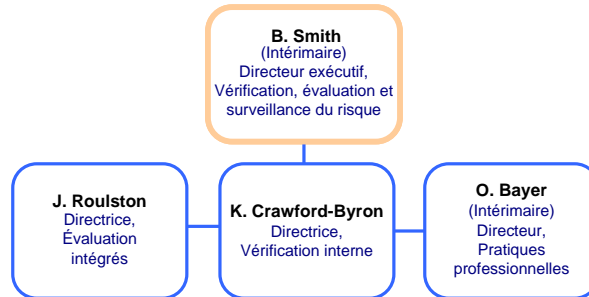 B. Smith
(Intérimaire)
Directeur exécutif,
Vérification, évaluation et
surveillance du risque
J. Roulston
Directrice,
Évaluation
intégrés
K. Crawford-Byron
Directrice,
Vérification interne
O. Bayer
(Intérimaire)
Directeur,
Pratiques
professionnelles